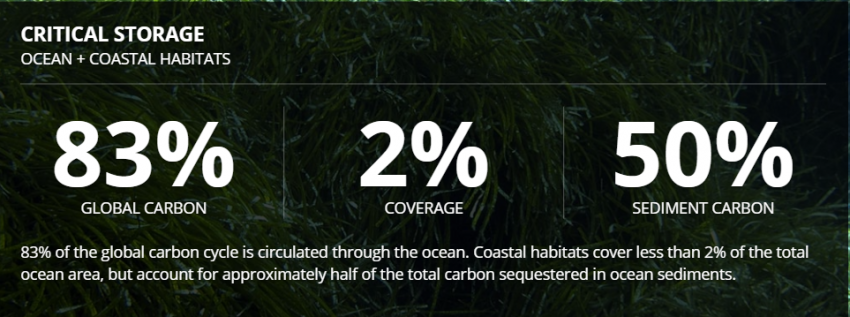 CRITICAL STORAGE
OCEAN + COASTAL HABITATS
83%
GLOBAL CARBON
2%
COVERAGE
50%
SEDIMENT CARBON
83% of the global carbon cycle is circulated through the ocean. Coastal habitats cover less than 2% of the total
ocean area, but account for approximately half of the total carbon sequestered in ocean sediments.